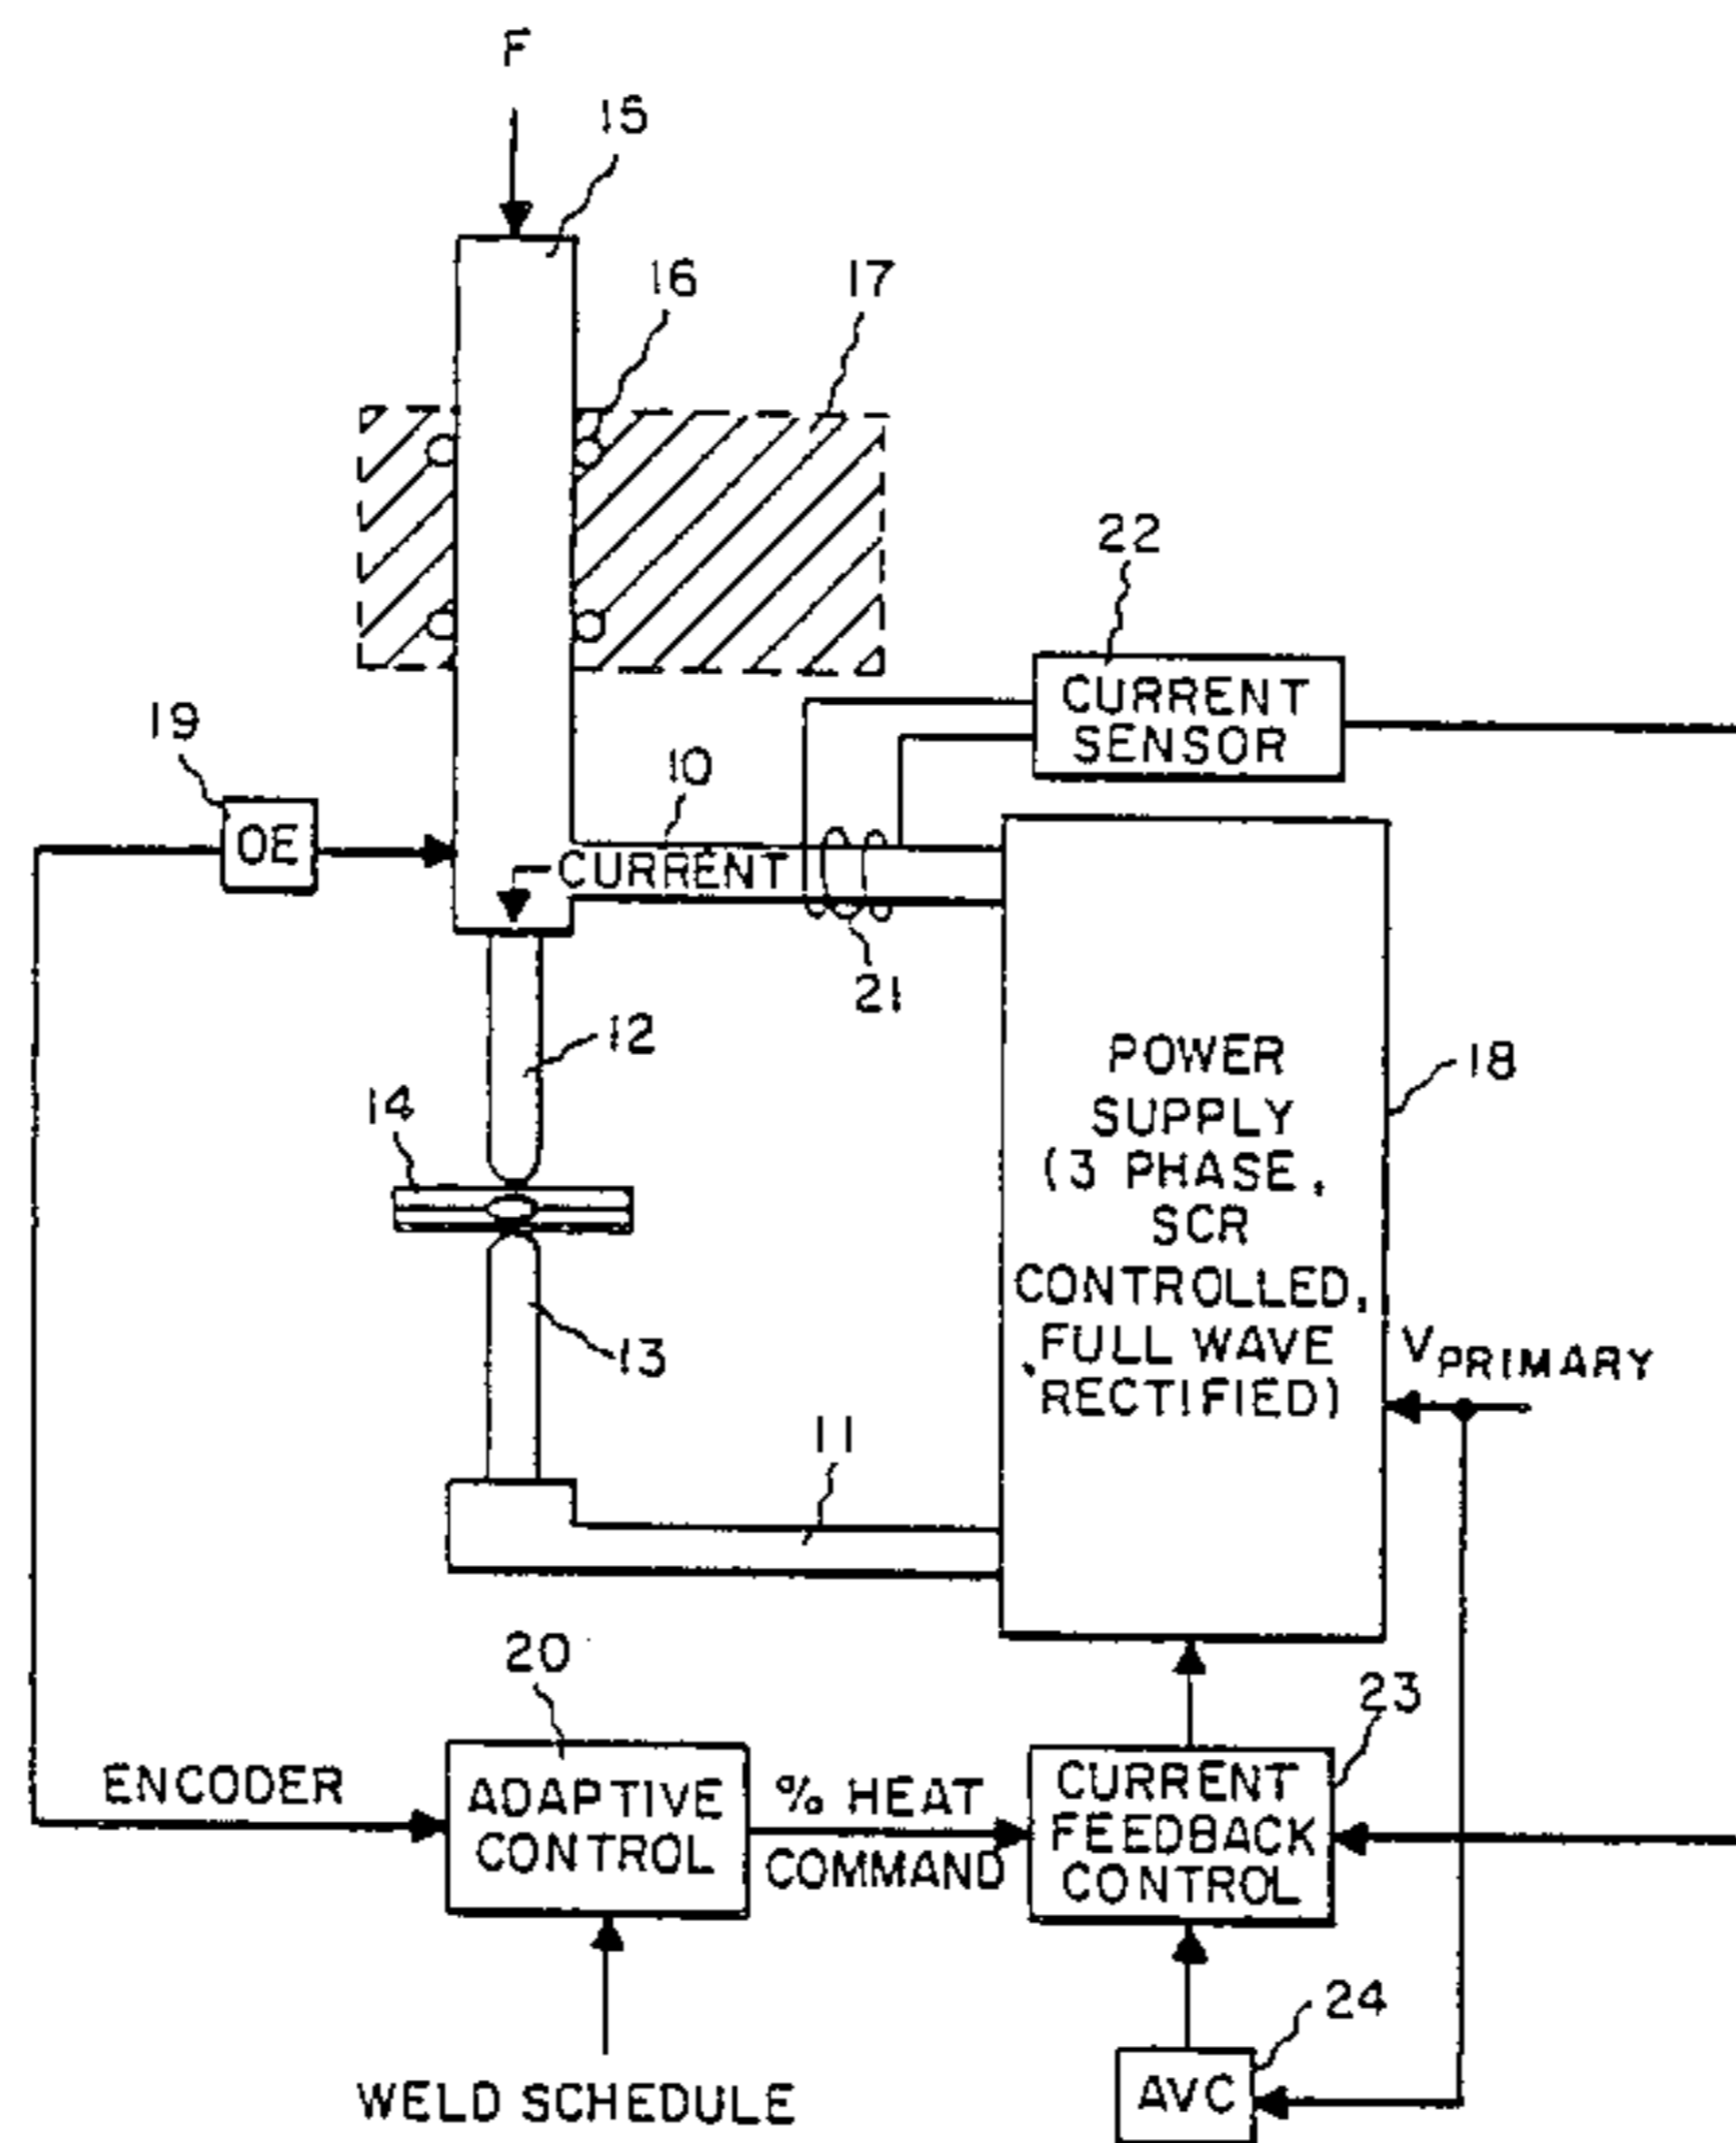 F
15
16
17
22
CURRENT
SENSOR
19
OE
10
CURRENT
21
12
14
13
POWER
SUPPLY
(3 PHASE,
SCR
CONTROLLED,
FULL WAVE
RECTIFIED)
18
VPRIMARY
11
20
23
ENCODER
ADAPTIVE
CONTROL
% HEAT
COMMAND
CURRENT
FEEDBACK
CONTROL
24
WELD SCHEDULE
AVC